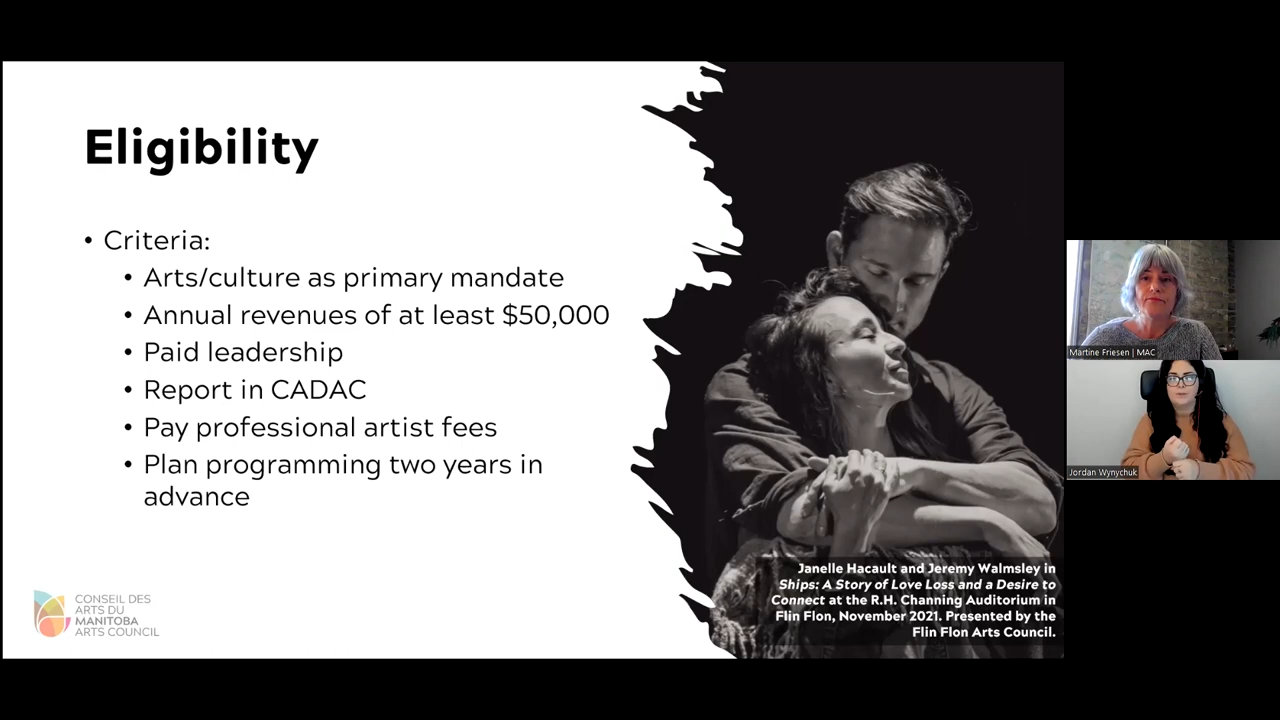 Eligibility
• Criteria:
• Arts/culture as primary mandate
• Annual revenues of at least $50,000
• Paid leadership
• Report in CADAC
• Pay professional artist fees
• Plan programming two years in
advance
CONSEIL DES
ARTS DU
MANITOBA
ARTS COUNCIL
Janelle Hacault and Jeremy Walmsley in
Ships: A Story of Love Loss and a Desire to
Connect at the R.H. Channing Auditorium in
Flin Flon, November 2021. Presented by the
Flin Flon Arts Council.
Martine Friesen | MAC
Jordan Wynychuk